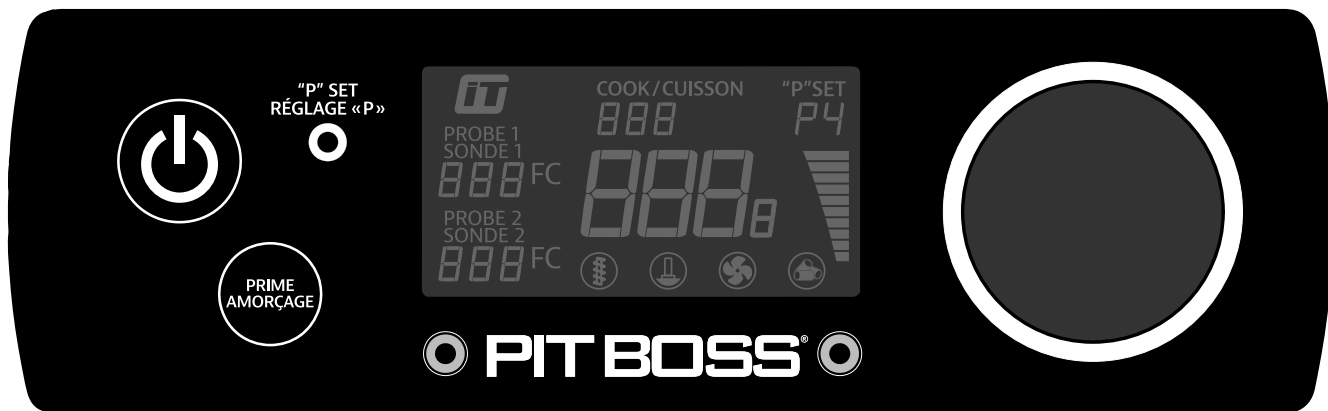 "P" SET
RÉGLAGE «P»
PRIME
AMORÇAGE
iT
COOK/CUISSON
888
"P"SET
P4
PROBE 1
SONDE 1
888 FC
8888
PROBE 2
SONDE 2
888 FC
PIT BOSS®